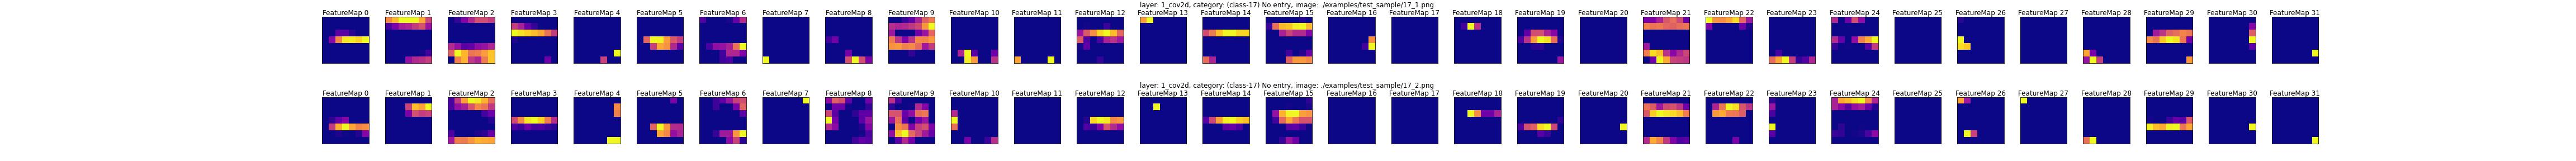 layer: 1_cov2d, category: (class-17) No entry, image: ./examples/test_sample/17_1.png
FeatureMap 0 FeatureMap 1 FeatureMap 2 FeatureMap 3 FeatureMap 4 FeatureMap 5 FeatureMap 6 FeatureMap 7 FeatureMap 8 FeatureMap 9 FeatureMap 10 FeatureMap 11 FeatureMap 12 FeatureMap 13 FeatureMap 14 FeatureMap 15 FeatureMap 16 FeatureMap 17 FeatureMap 18 FeatureMap 19 FeatureMap 20 FeatureMap 21 FeatureMap 22 FeatureMap 23 FeatureMap 24 FeatureMap 25 FeatureMap 26 FeatureMap 27 FeatureMap 28 FeatureMap 29 FeatureMap 30 FeatureMap 31
layer: 1_cov2d, category: (class-17) No entry, image: ./examples/test_sample/17_2.png
FeatureMap 0 FeatureMap 1 FeatureMap 2 FeatureMap 3 FeatureMap 4 FeatureMap 5 FeatureMap 6 FeatureMap 7 FeatureMap 8 FeatureMap 9 FeatureMap 10 FeatureMap 11 FeatureMap 12 FeatureMap 13 FeatureMap 14 FeatureMap 15 FeatureMap 16 FeatureMap 17 FeatureMap 18 FeatureMap 19 FeatureMap 20 FeatureMap 21 FeatureMap 22 FeatureMap 23 FeatureMap 24 FeatureMap 25 FeatureMap 26 FeatureMap 27 FeatureMap 28 FeatureMap 29 FeatureMap 30 FeatureMap 31